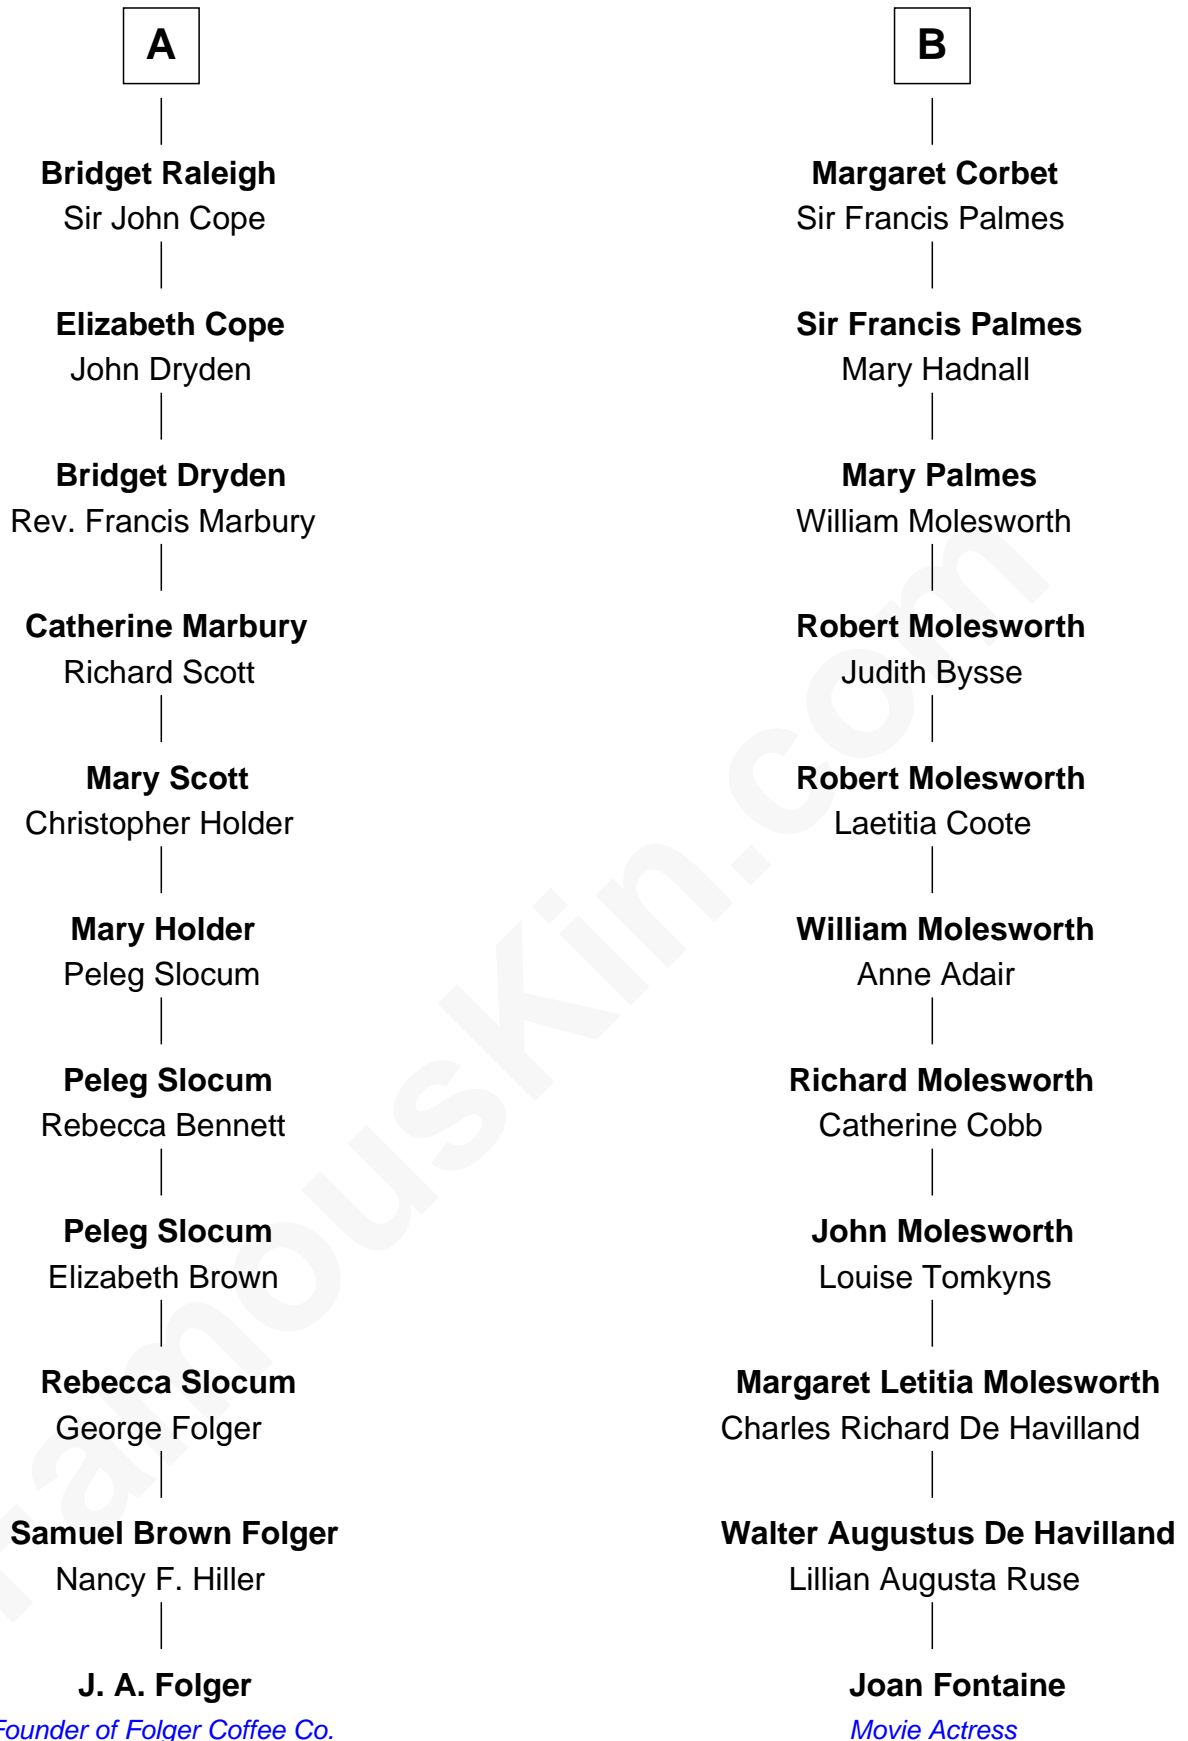 A
Bridget Raleigh
Sir John Cope
Elizabeth Cope
John Dryden
Bridget Dryden
Rev. Francis Marbury
Catherine Marbury
Richard Scott
Mary Scott
Christopher Holder
Mary Holder
Peleg Slocum
Peleg Slocum
Rebecca Bennett
Peleg Slocum
Elizabeth Brown
Rebecca Slocum
George Folger
Samuel Brown Folger
Nancy F. Hiller
J. A. Folger
Founder of Folger Coffee Co.
B
Margaret Corbet
Sir Francis Palmes
Sir Francis Palmes
Mary Hadnall
Mary Palmes
William Molesworth
Robert Molesworth
Judith Bysse
Robert Molesworth
Laetitia Coote
William Molesworth
Anne Adair
Richard Molesworth
Catherine Cobb
John Molesworth
Louise Tomkyns
Margaret Letitia Molesworth
Charles Richard De Havilland
Walter Augustus De Havilland
Lillian Augusta Ruse
Joan Fontaine
Movie Actress
FamousKin.com